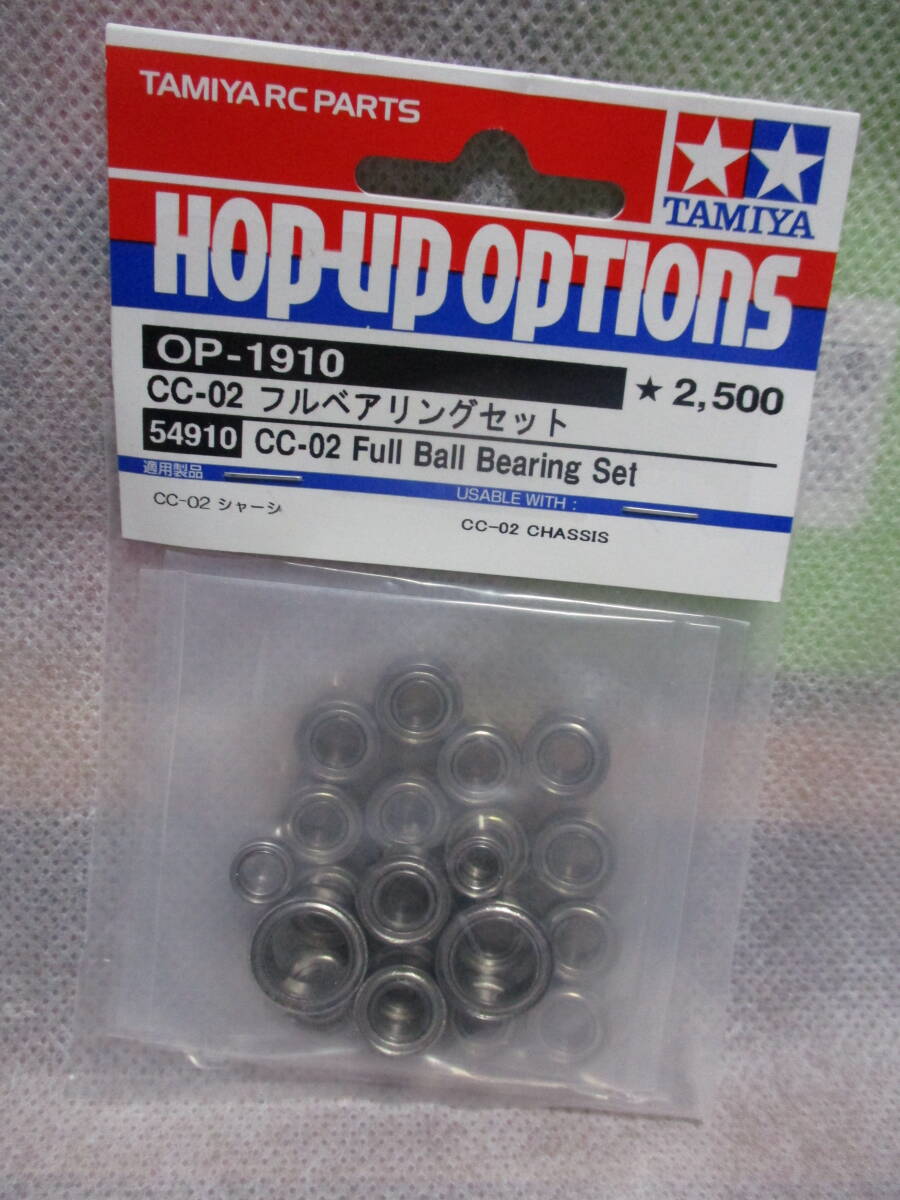 TAMIYA RC PARTS
TAMIYA
HOP-UP OPTIONS
OP-1910
★ 2,500
CC-02 フルベアリングセット
54910 CC-02 Full Ball Bearing Set
適用製品
USABLE WITH :
CC-02 シャーシ
CC-02 CHASSIS